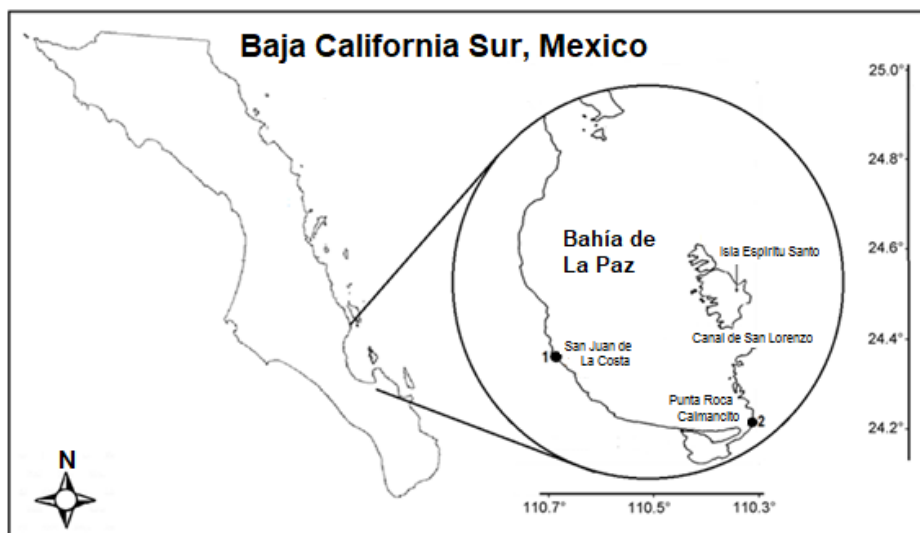 Baja California Sur, Mexico
25.0°
24.8°
24.6°
24.4°
24.2°
Bahía de
La Paz
Isla Espiritu Santo
Canal de San Lorenzo
1
San Juan de
La Costa
Punta Roca
Caimancito
2
N
110.7°
110.5°
110.3°